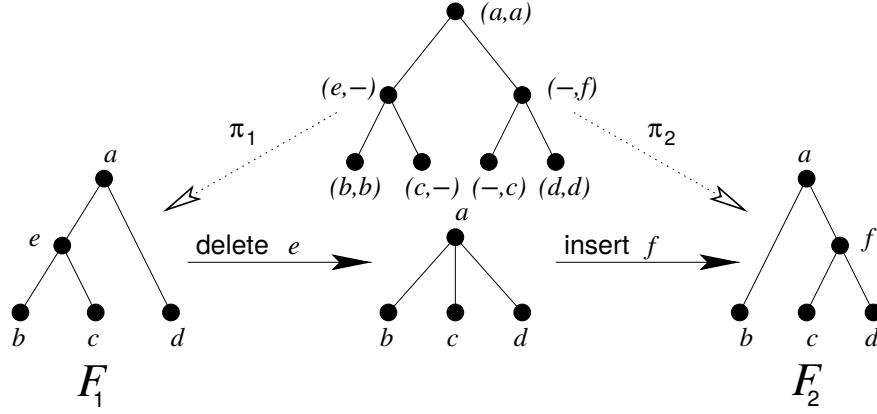 (a,a)
(e,−) (−,f)
π1 π2
a a
(b,b) (c,−) (−,c) (d,d)
a
e delete e insert f f
b c d b c d b c d
F1 F2